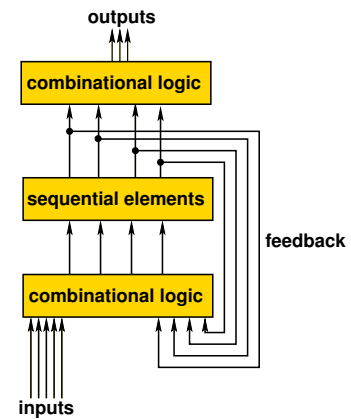 outputs
combinational logic
sequential elements
feedback
combinational logic
inputs